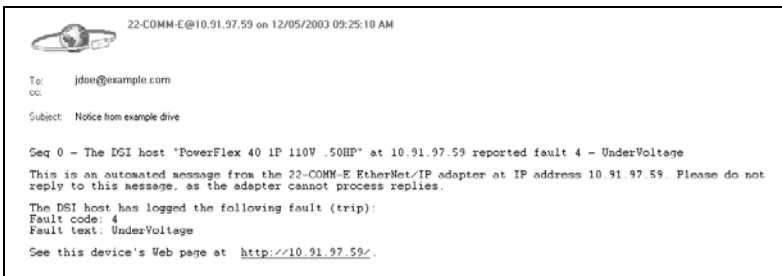 22-COMM-E@10.91.97.59 on 12/05/2003 09:25:10 AM
To: jdoe@example.com
cc:
Subject: Notice from example drive
Seq 0 - The DSI host "PowerFlex 40 1P 110V .50HP" at 10.91.97.59 reported fault 4 - UnderVoltage
This is an automated message from the 22-COMM-E EtherNet/IP adapter at IP address 10.91.97.59. Please do not
reply to this message, as the adapter cannot process replies.
The DSI host has logged the following fault (trip):
Fault code: 4
Fault text: UnderVoltage
See this device's Web page at http://10.91.97.59/.